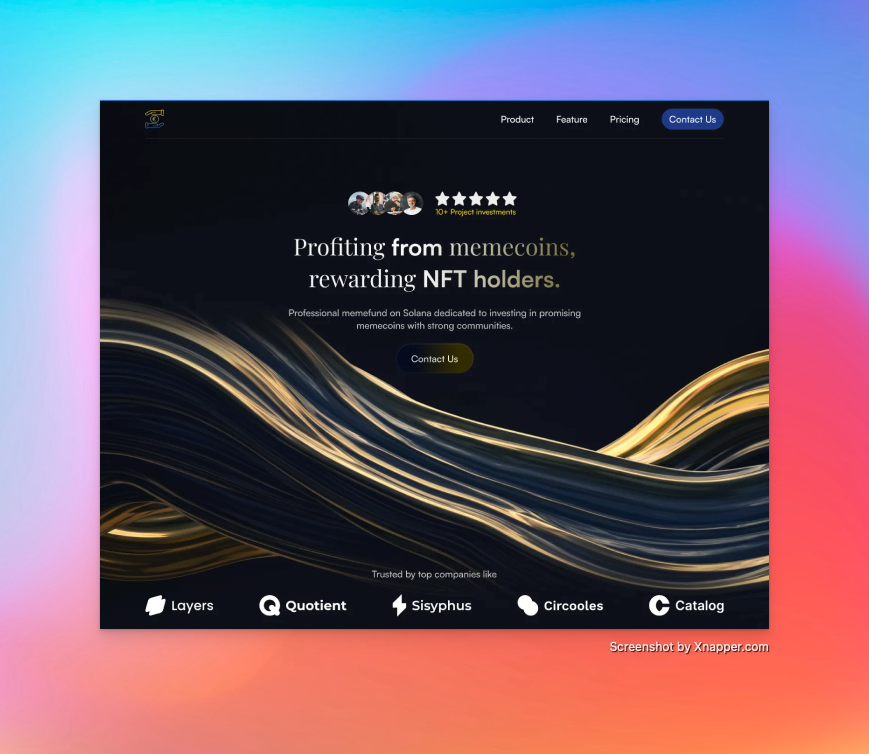 Product
Feature
Pricing
Contact Us
10+ Project investments
Profiting from memecoins,
rewarding NFT holders.
Professional memefund on Solana dedicated to investing in promising
memecoins with strong communities.
Contact Us
Trusted by top companies like
Layers
Quotient
Sisyphus
Circooles
Catalog
Screenshot by Xnapper.com